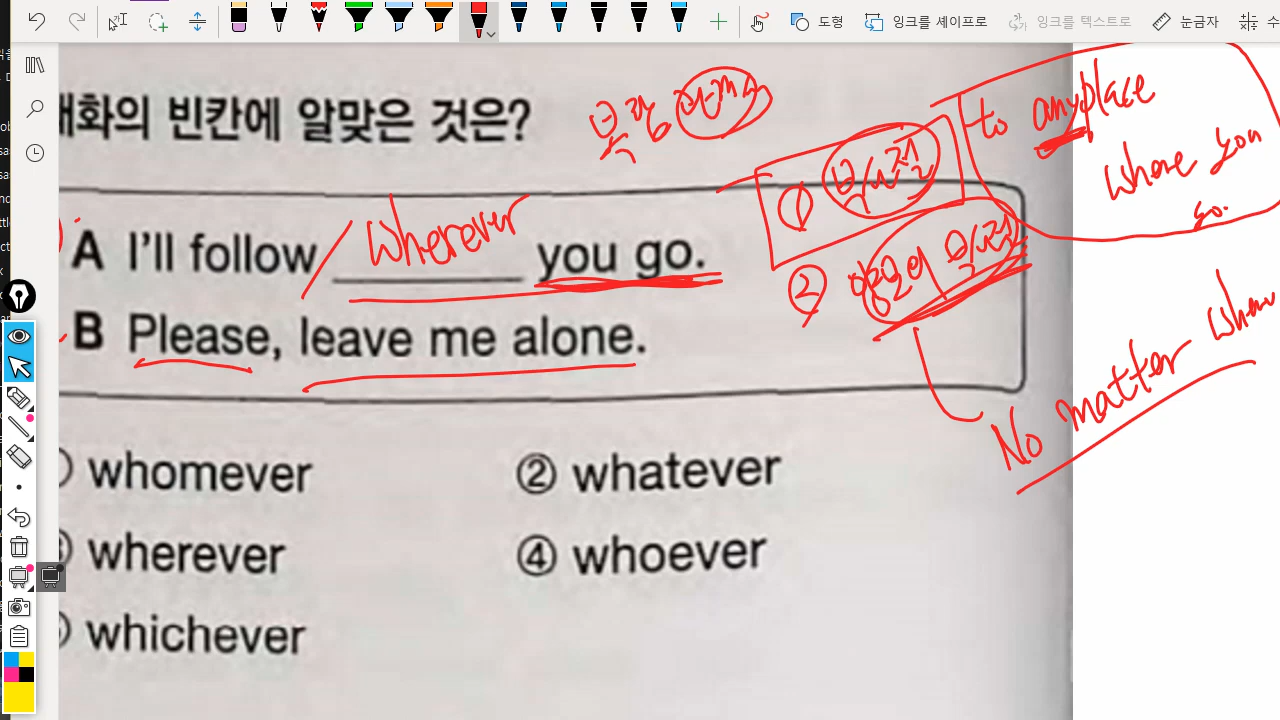 도형
잉크를 셰이프로
잉크를 텍스트로
눈금자
수
대화의 빈칸에 알맞은 것은?
복합
to anyplace
where you
go.
① 부사절
A I'll follow wherever you go.
② 양보의 부사절
B Please, leave me alone.
No matter where
whomever
② whatever
③ wherever
④ whoever
whichever